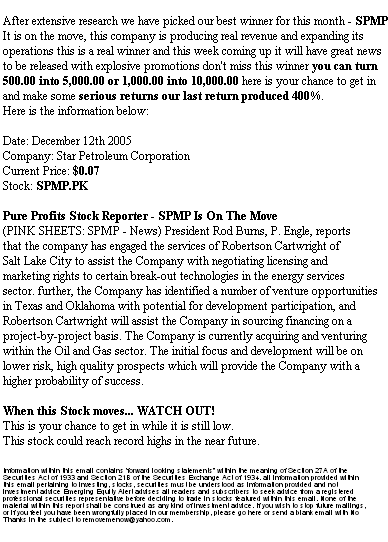 After extensive research we have picked our best winner for this month - SPMP
It is on the move, this company is producing real revenue and expanding its
operations this is a real winner and this week coming up it will have great news
to be released with explosive promotions don't miss this winner you can turn
500.00 into 5,000.00 or 1,000.00 into 10,000.00 here is your chance to get in
and make some serious returns our last return produced 400%.
Here is the information below:
Date: December 12th 2005
Company: Star Petroleum Corporation
Current Price: $0.07
Stock: SPMP.PK
Pure Profits Stock Reporter - SPMP Is On The Move
(PINK SHEETS: SPMP - News) President Rod Burns, P. Engle, reports
that the company has engaged the services of Robertson Cartwright of
Salt Lake City to assist the Company with negotiating licensing and
marketing rights to certain break-out technologies in the energy services
sector. further, the Company has identified a number of venture opportunities
in Texas and Oklahoma with potential for development participation, and
Robertson Cartwright will assist the Company in sourcing financing on a
project-by-project basis. The Company is currently acquiring and venturing
within the Oil and Gas sector. The initial focus and development will be on
lower risk, high quality prospects which will provide the Company with a
higher probability of success.
When this Stock moves... WATCH OUT!
This is your chance to get in while it is still low.
This stock could reach record highs in the near future.
Information within this email contains "forward looking statements" within the meaning of Section 27A of the
Securities Act of 1933 and Section 21B of the Securities Exchange Act of 1934. all Information provided within
this email pertaining to investing, stocks, securities must be understood as information provided and not
investment advice. Emerging Equity Alert advises all readers and subscribers to seek advice from a registered
professional securities representative before deciding to trade in stocks featured within this email. None of the
material within this report shall be construed as any kind of investment advice. If you wish to stop future mailings,
or if you feel you have been wrongfully placed in our membership, please go here or send a blank email with No
Thanks in the subject to removemenow@yahoo.com.